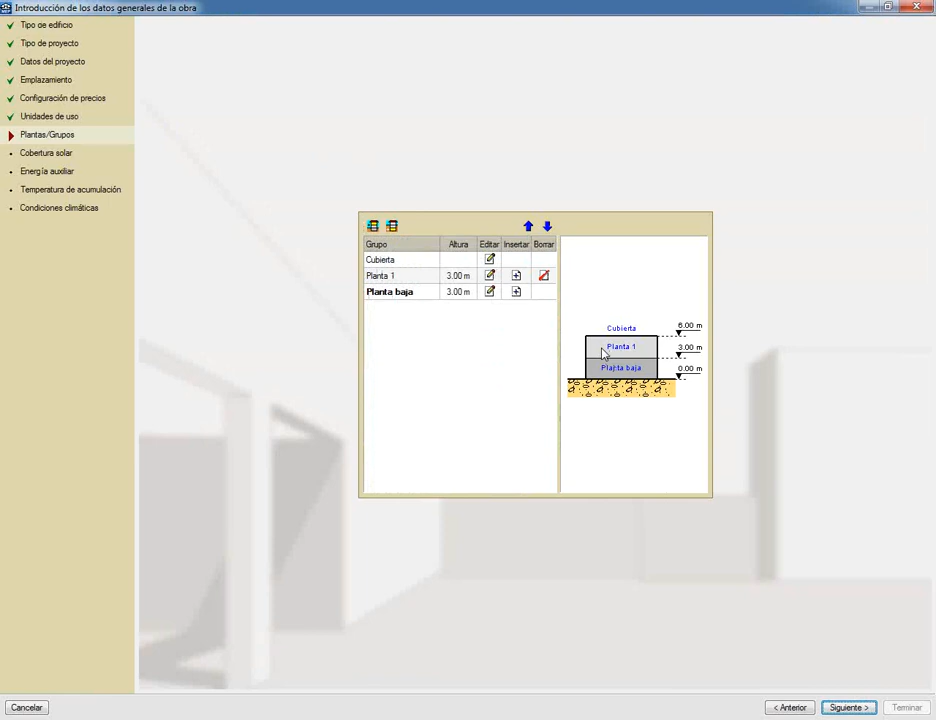 Introducción de los datos generales de la obra
Tipo de edificio
Tipo de proyecto
Datos del proyecto
Emplazamiento
Configuración de precios
Unidades de uso
Plantas/Grupos
Cobertura solar
Energía auxiliar
Temperatura de acumulación
Condiciones climáticas
Grupo Altura Editar Insertar Borrar
Cubierta
Planta 1 3.00 m
Planta baja 3.00 m
Cubierta 6.00 m
Planta 1 3.00 m
Planta baja 0.00 m
Cancelar
< Anterior
Siguiente >
Terminar